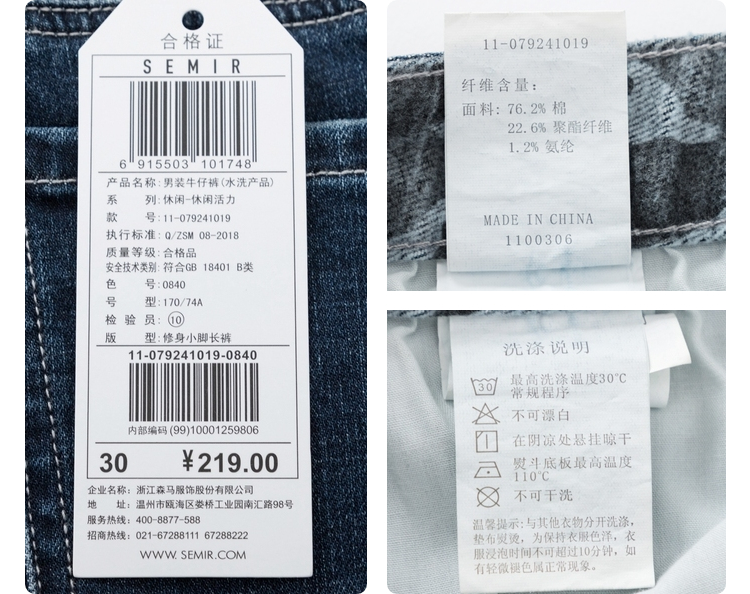 合格证
SEMIR
6 915503 101748
产品名称: 男装牛仔裤(水洗产品)
系 列: 休闲-休闲活力
款 号: 11-079241019
执行标准: Q/ZSM 08-2018
质量等级: 合格品
安全技术类别: 符合GB 18401 B类
色 号: 0840
号 型: 170/74A
检 验 员: 10
版 型: 修身小脚长裤
11-079241019-0840
内部编码 (99)10001259806
30 ¥219.00
企业名称: 浙江森马服饰股份有限公司
地 址: 温州市瓯海区娄桥工业园南汇路98号
服务热线: 400-8877-588
招商热线: 021-67288111 67288222
WWW. SEMIR.COM
11-079241019
纤维含量:
面料: 76.2% 棉
22.6% 聚酯纤维
1.2% 氨纶
MADE IN CHINA
1100306
洗涤说明
30 最高洗涤温度30℃
常规程序
不可漂白
在阴凉处悬挂晾干
熨斗底板最高温度
110℃
不可干洗
温馨提示: 与其他衣物分开洗涤,
垫布熨烫, 为保持衣服色泽, 衣
服浸泡时间不可超过10分钟, 如
有轻微褪色属正常现象。